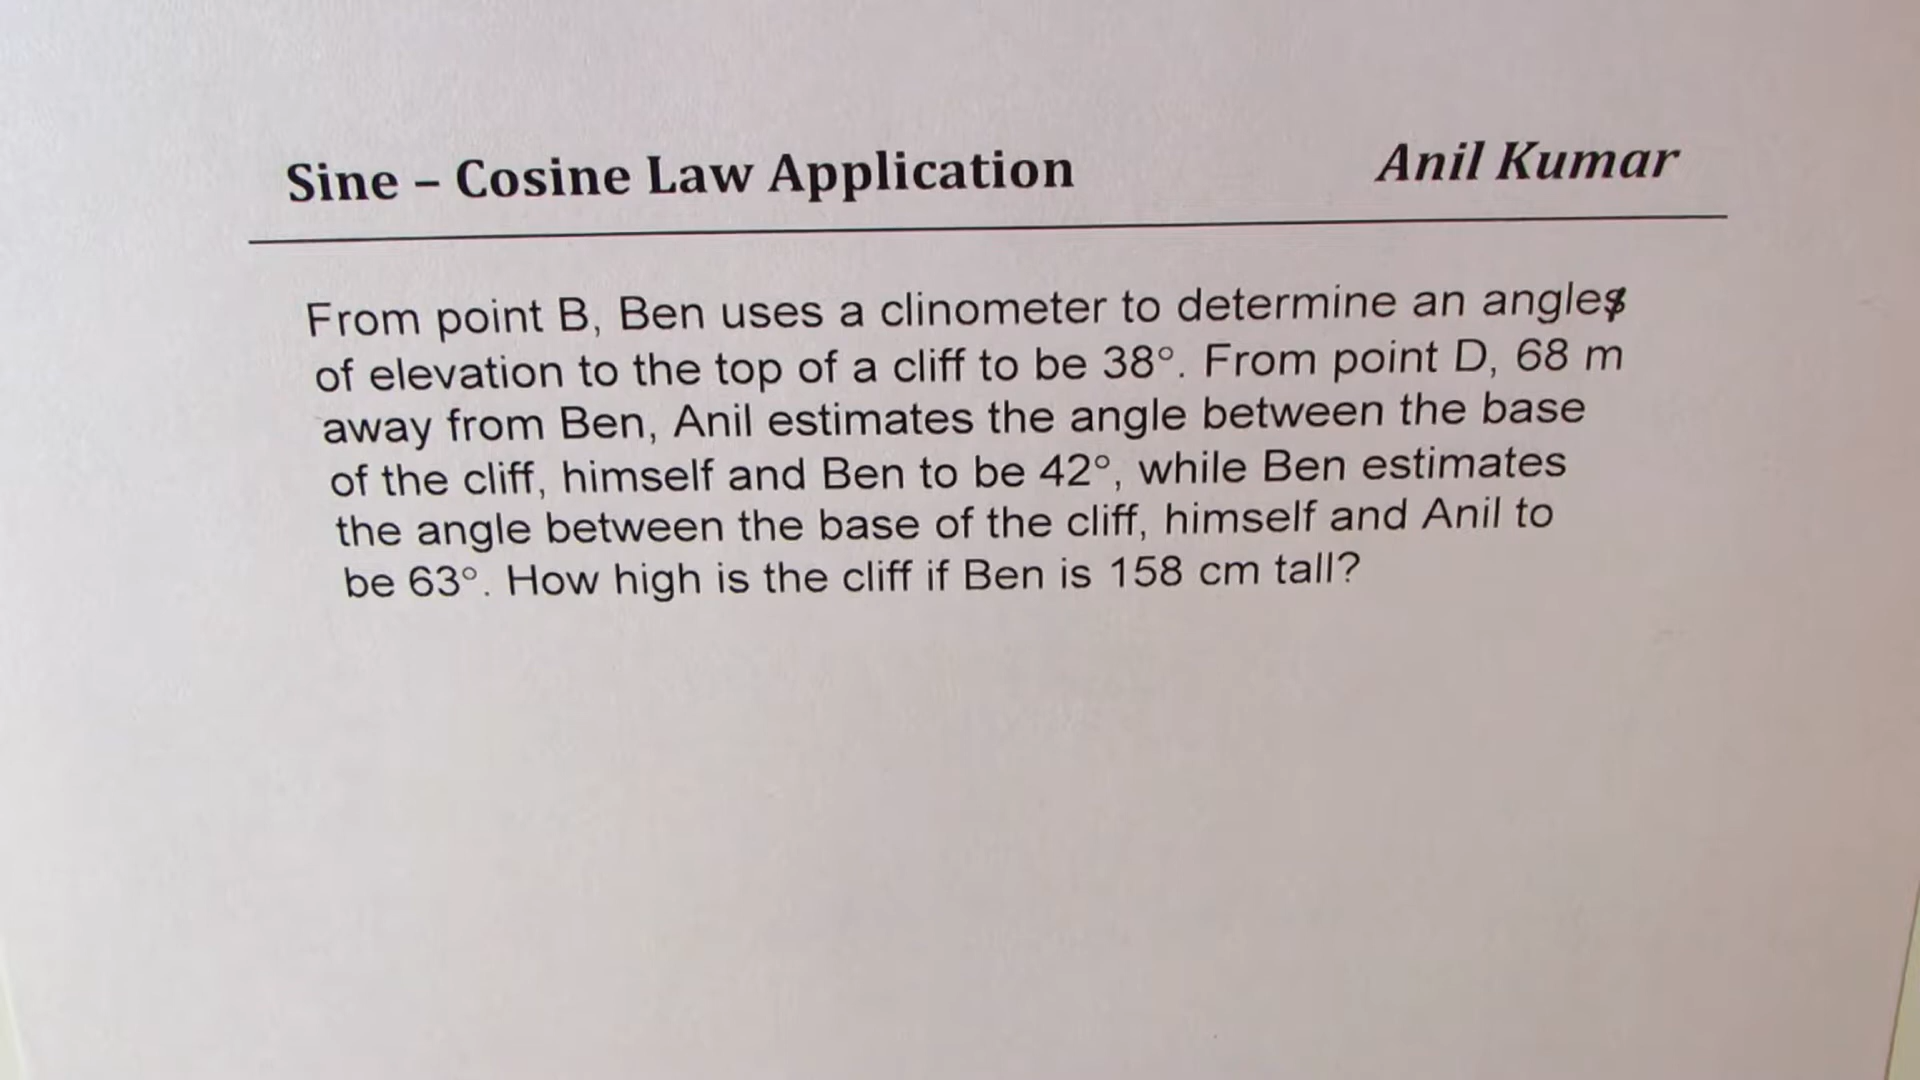 Sine – Cosine Law Application
Anil Kumar
From point B, Ben uses a clinometer to determine an angles
of elevation to the top of a cliff to be 38°. From point D, 68 m
away from Ben, Anil estimates the angle between the base
of the cliff, himself and Ben to be 42°, while Ben estimates
the angle between the base of the cliff, himself and Anil to
be 63°. How high is the cliff if Ben is 158 cm tall?